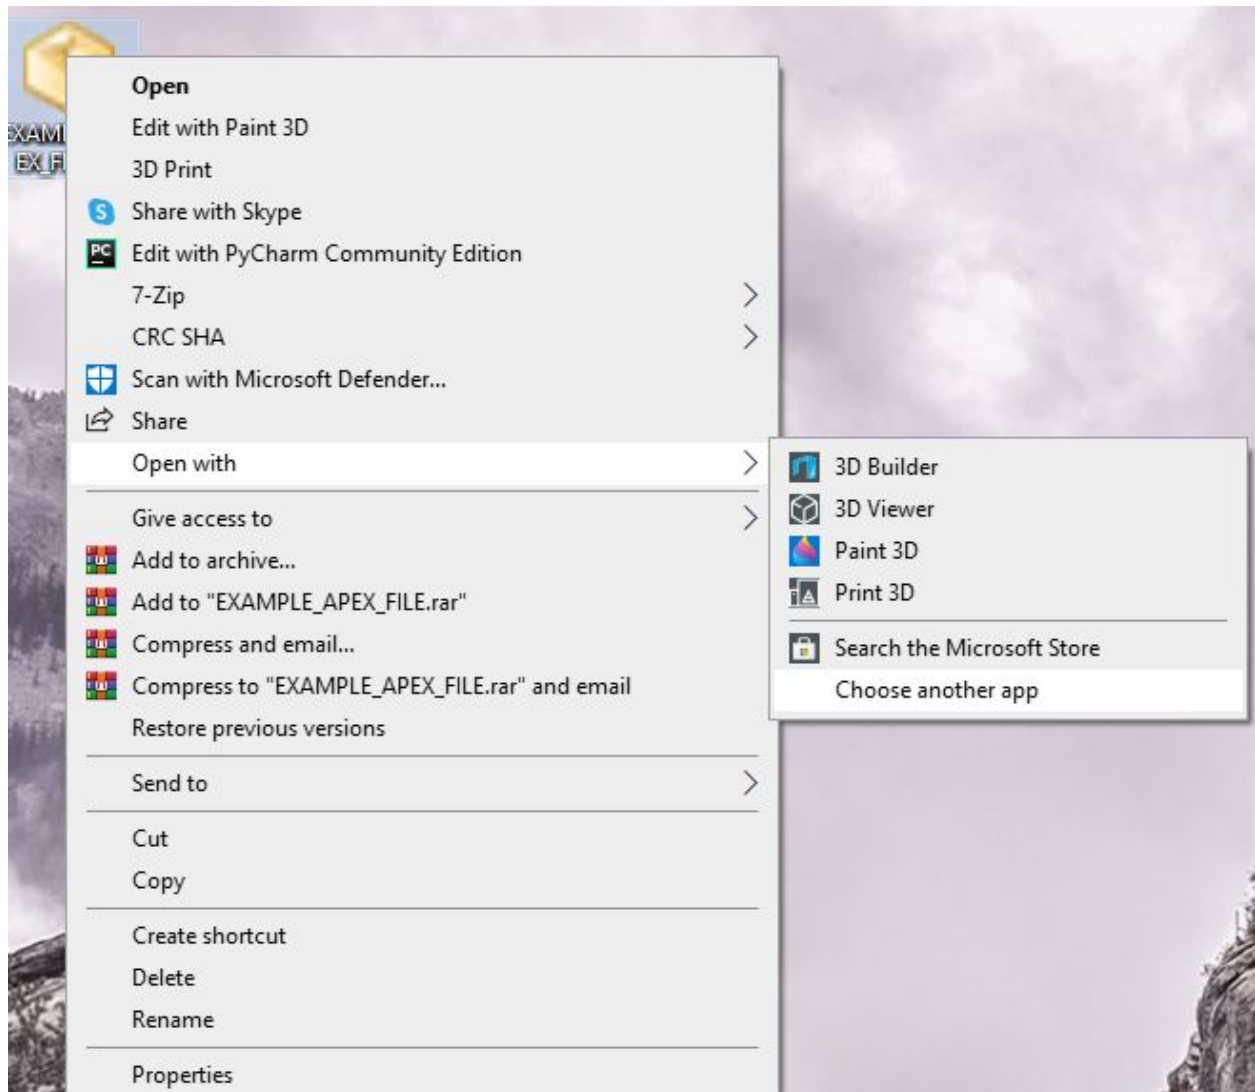 Open
Edit with Paint 3D
3D Print
Share with Skype
PC
Edit with PyCharm Community Edition
7-Zip
CRC SHA
Scan with Microsoft Defender...
Share
Open with
Give access to
Add to archive...
Add to "EXAMPLE_APEX_FILE.rar"
Compress and email...
Compress to "EXAMPLE_APEX_FILE.rar" and email
Restore previous versions
Send to
Cut
Copy
Create shortcut
Delete
Rename
Properties
3D Builder
3D Viewer
Paint 3D
Print 3D
Search the Microsoft Store
Choose another app